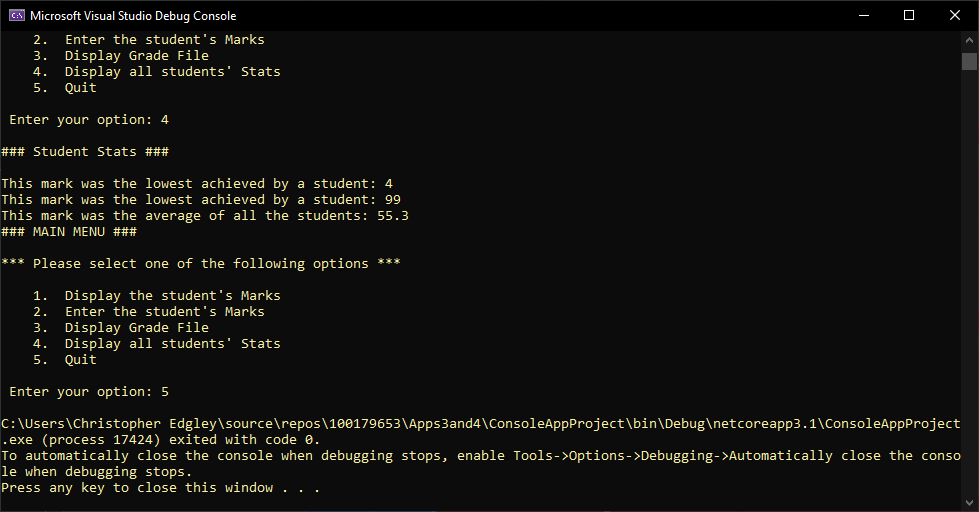 Microsoft Visual Studio Debug Console
2. Enter the student's Marks
3. Display Grade File
4. Display all students' Stats
5. Quit
Enter your option: 4
### Student Stats ###
This mark was the lowest achieved by a student: 4
This mark was the lowest achieved by a student: 99
This mark was the average of all the students: 55.3
### MAIN MENU ###
*** Please select one of the following options ***
1. Display the student's Marks
2. Enter the student's Marks
3. Display Grade File
4. Display all students' Stats
5. Quit
Enter your option: 5
C:\Users\Christopher Edgley\source\repos\100179653\Apps3and4\ConsoleAppProject\bin\Debug\netcoreapp3.1\ConsoleAppProject
.exe (process 17424) exited with code 0.
To automatically close the console when debugging stops, enable Tools->Options->Debugging->Automatically close the conso
le when debugging stops.
Press any key to close this window . . .